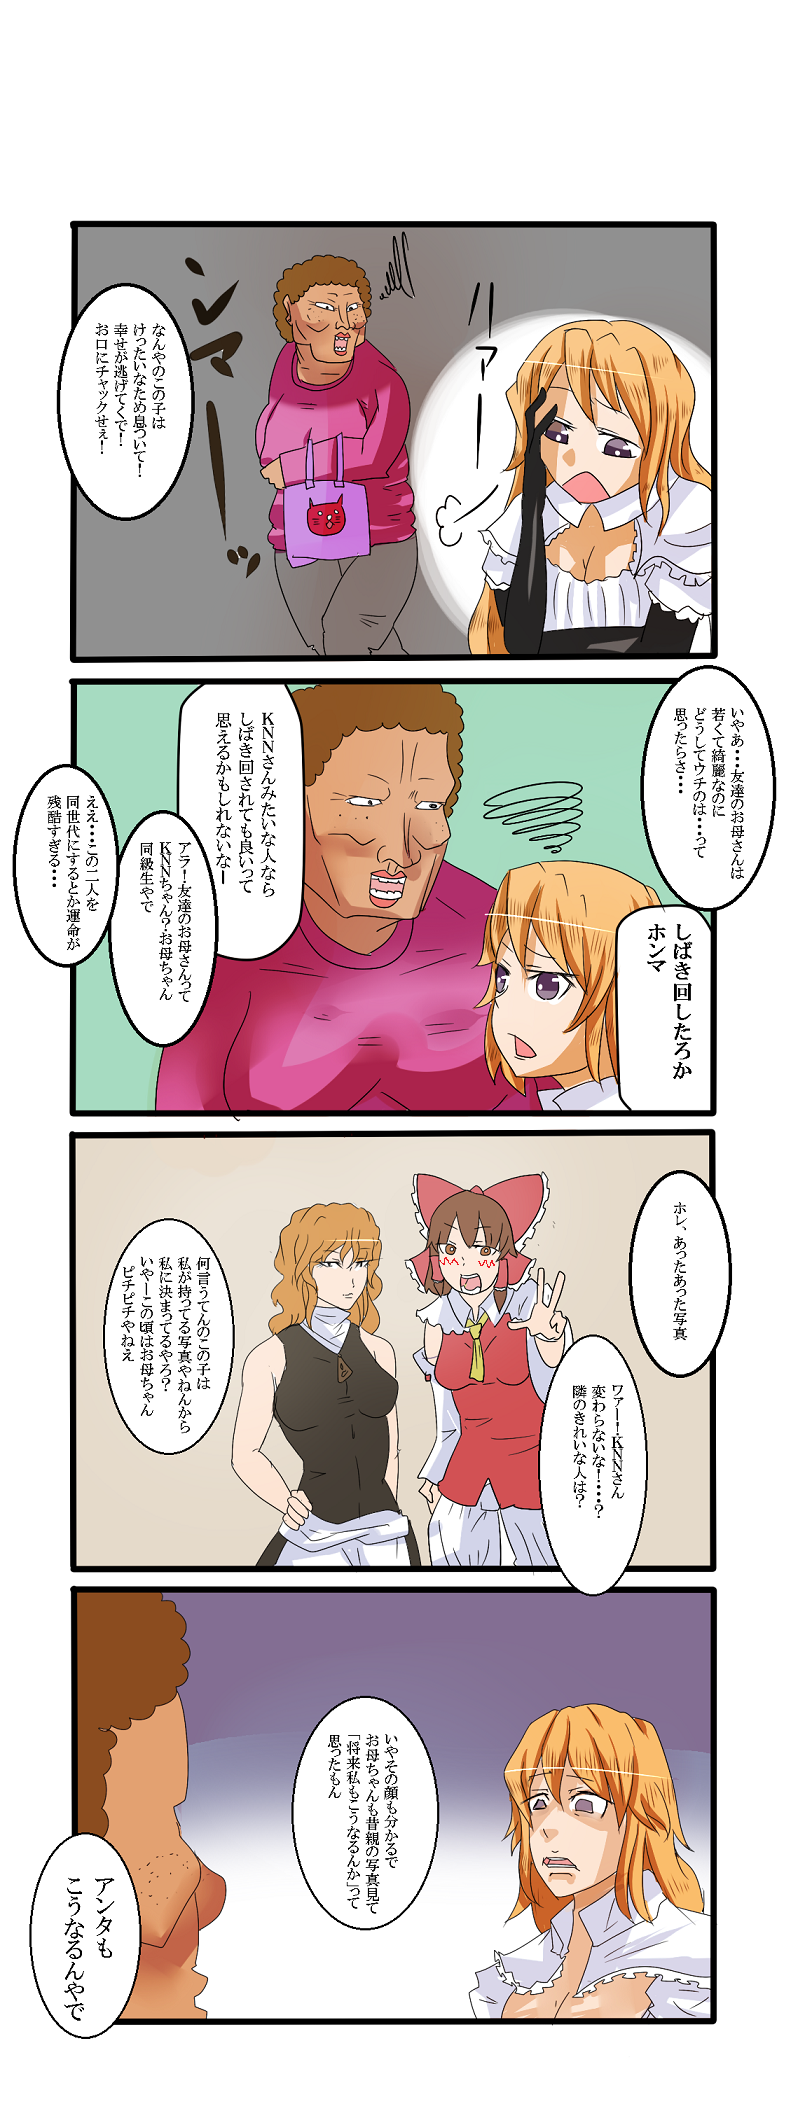 ハァーー
ンマーーッ
なんやのこの子は
けったいなため息ついて!
幸せが逃げてくで!
お口にチャックせぇ!
いやあ・・・友達のお母さんは
若くて綺麗なのに
どうしてウチのは・・・って
思ったらさ・・・
しばき回したろか
ホンマ
KNNさんみたいな人なら
しばき回されても良いって
思えるかもしれないなー
アラ!友達のお母さんって
KNNちゃん?お母ちゃん
同級生やで
ええ・・・この二人を
同世代にするとか運命が
残酷すぎる・・・
ホレ、あったあった写真
ワァー!KNNさん
変わらないな!・・・?
隣のきれいな人は?
何言うてんのこの子は
私が持ってる写真やねんから
私に決まってるやろ?
いやーこの頃はお母ちゃん
ピチピチやねえ
いやその顔も分かるで
お母ちゃんも昔親の写真見て
「将来私もこうなるんか」って
思ったもん
アンタも
こうなるんやで